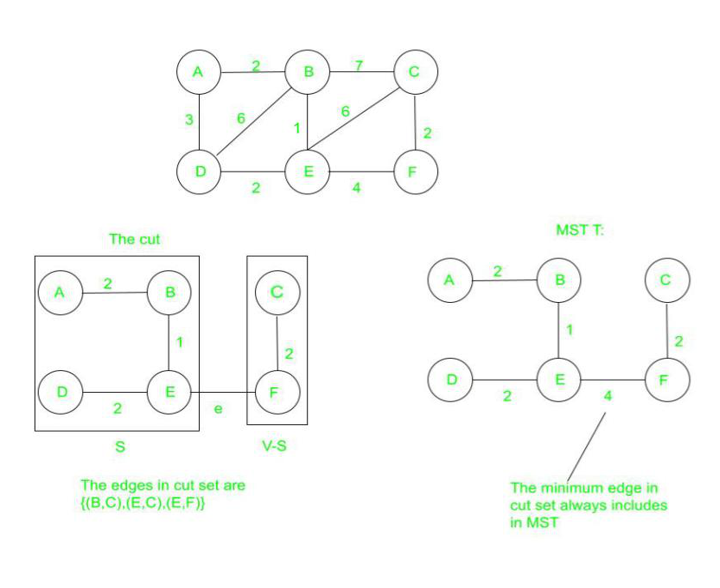 A 2 B 7 C
3 6 1 6 2
D 2 E 4 F
The cut
A 2 B C
1 2
D 2 E e F
S V-S
The edges in cut set are
{(B,C),(E,C),(E,F)}
MST T:
A 2 B C
1 2
D 2 E 4 F
The minimum edge in
cut set always includes
in MST